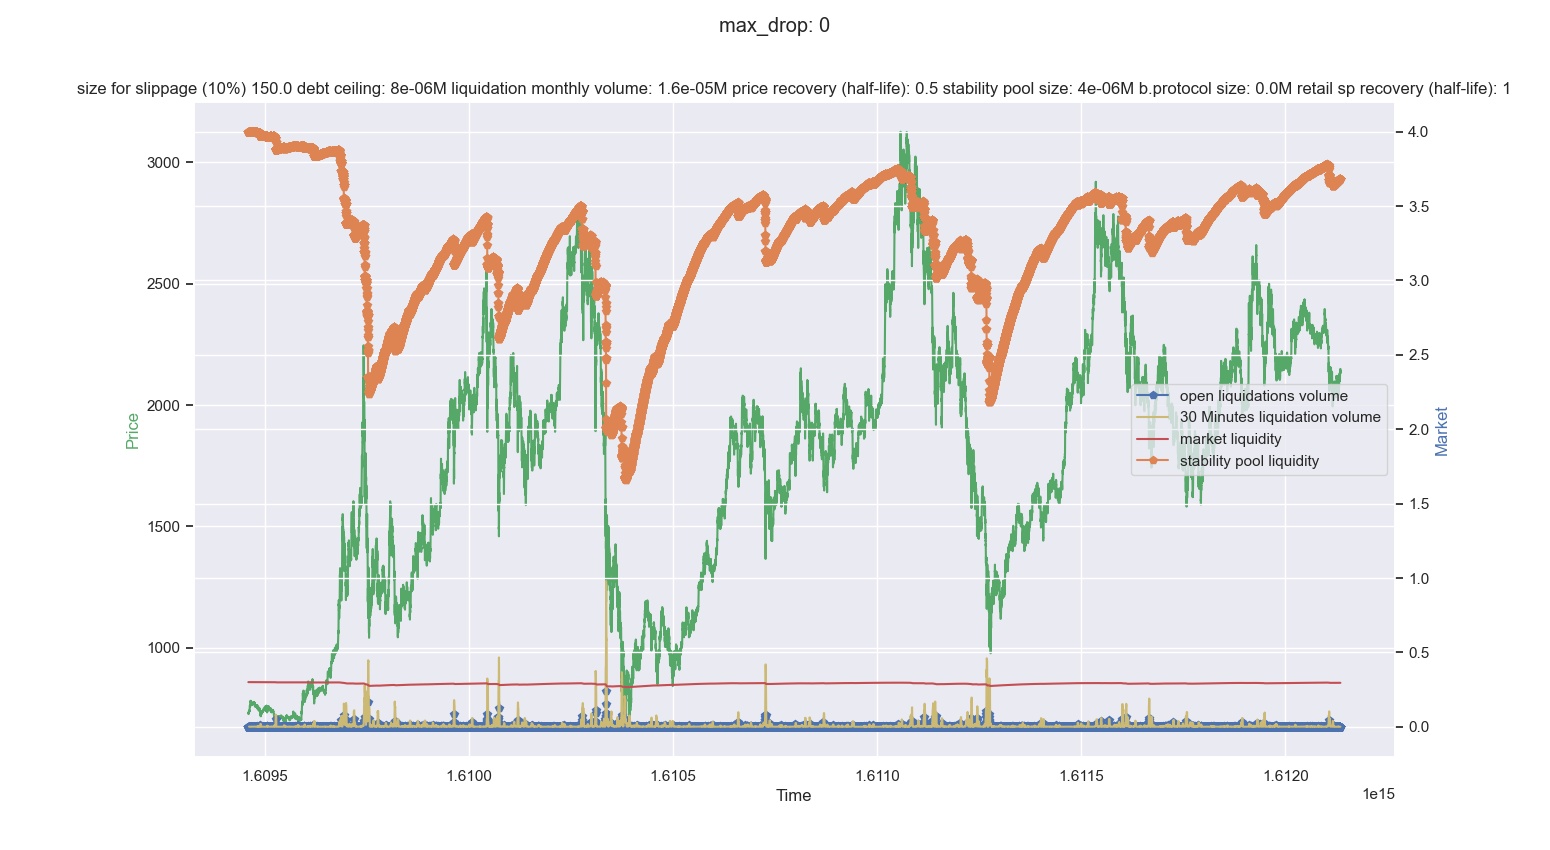 max_drop: 0
size for slippage (10%) 150.0 debt ceiling: 8e-06M liquidation monthly volume: 1.6e-05M price recovery (half-life): 0.5 stability pool size: 4e-06M b.protocol size: 0.0M retail sp recovery (half-life): 1
3000
2500
2000
1500
1000
Price
4.0
3.5
3.0
2.5
2.0
1.5
1.0
0.5
0.0
Market
open liquidations volume
30 Minutes liquidation volume
market liquidity
stability pool liquidity
1.6095
1.6100
1.6105
1.6110
1.6115
1.6120
Time
1e15